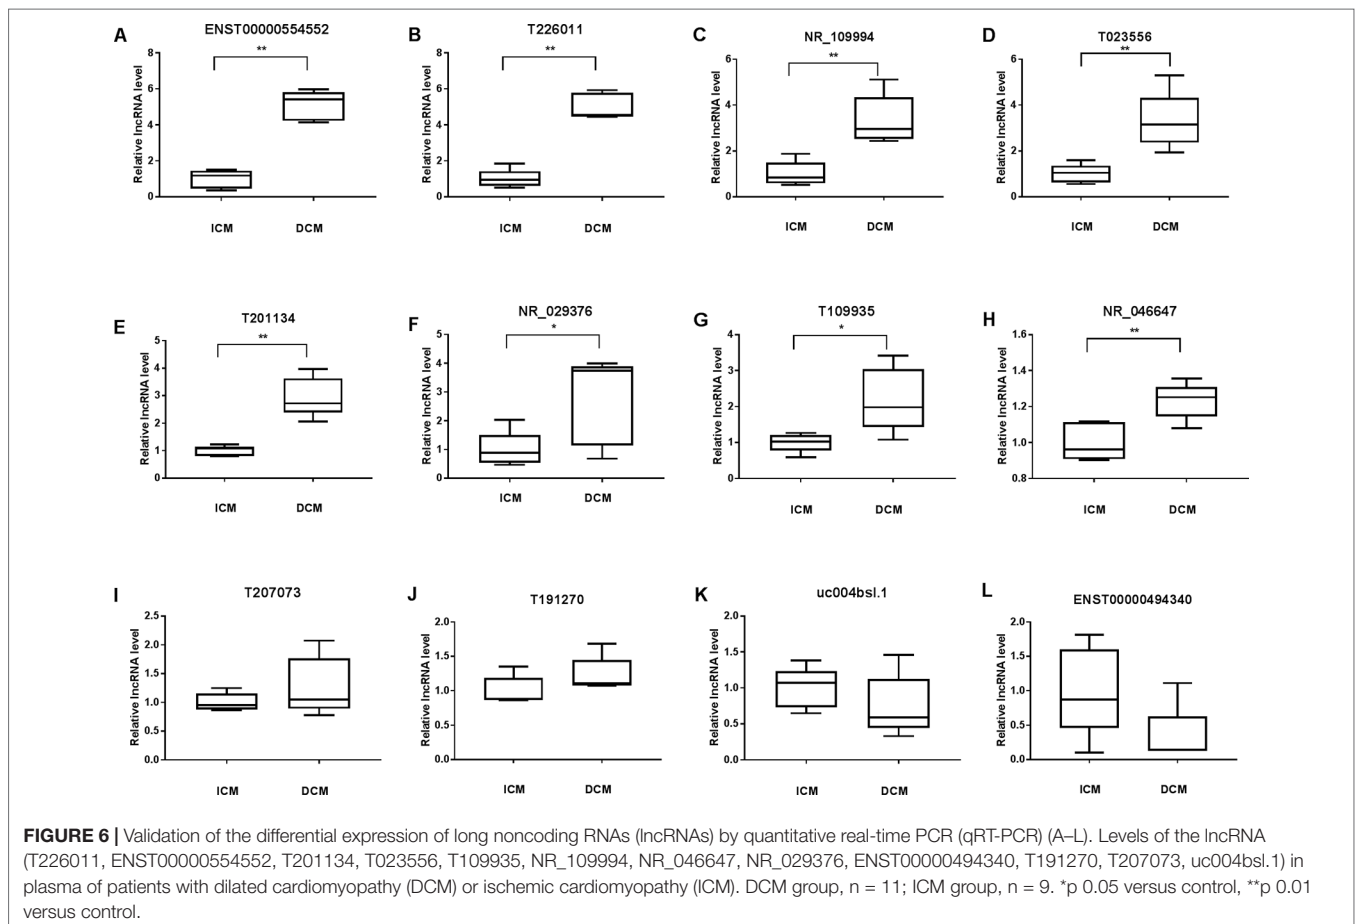 A
ENST00000554552
**
Relative lncRNA level
8
6
4
2
0
ICM
DCM
B
T226011
**
Relative lncRNA level
8
6
4
2
0
ICM
DCM
C
NR_109994
**
Relative lncRNA level
6
4
2
0
ICM
DCM
D
T023556
**
Relative lncRNA level
6
4
2
0
ICM
DCM
E
T201134
**
Relative lncRNA level
5
4
3
2
1
0
ICM
DCM
F
NR_029376
*
Relative lncRNA level
5
4
3
2
1
0
ICM
DCM
G
T109935
*
Relative lncRNA level
4
3
2
1
0
ICM
DCM
H
NR_046647
**
Relative lncRNA level
1.6
1.4
1.2
1.0
0.8
ICM
DCM
I
T207073
Relative lncRNA level
2.5
2.0
1.5
1.0
0.5
0.0
ICM
DCM
J
T191270
Relative lncRNA level
2.0
1.5
1.0
0.5
0.0
ICM
DCM
K
uc004bsl.1
Relative lncRNA level
2.0
1.5
1.0
0.5
0.0
ICM
DCM
L
ENST00000494340
Relative lncRNA level
2.0
1.5
1.0
0.5
0.0
ICM
DCM
FIGURE 6 | Validation of the differential expression of long noncoding RNAs (lncRNAs) by quantitative real-time PCR (qRT-PCR) (A–L). Levels of the lncRNA
(T226011, ENST00000554552, T201134, T023556, T109935, NR_109994, NR_046647, NR_029376, ENST00000494340, T191270, T207073, uc004bsl.1) in
plasma of patients with dilated cardiomyopathy (DCM) or ischemic cardiomyopathy (ICM). DCM group, n = 11; ICM group, n = 9. *p 0.05 versus control, **p 0.01
versus control.